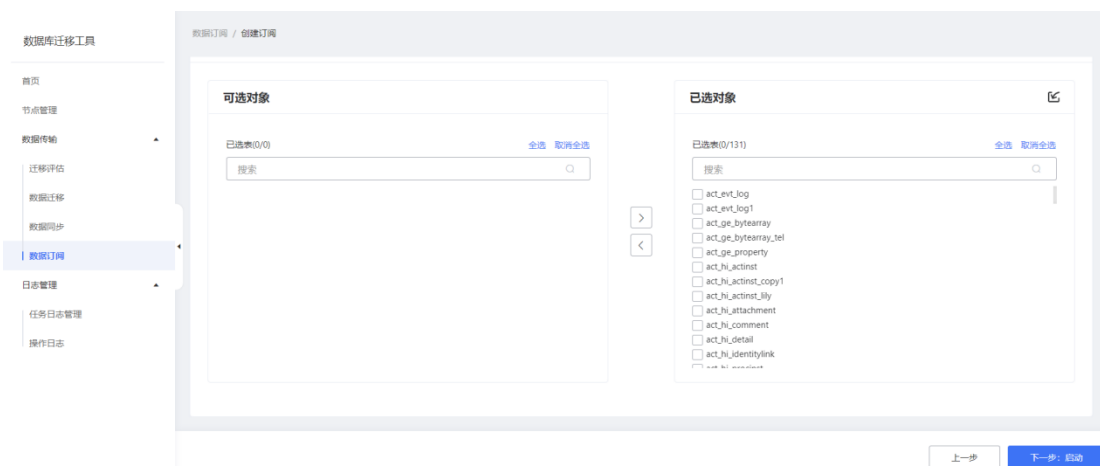 数据库迁移工具
首页
节点管理
数据传输
迁移评估
数据迁移
数据同步
数据订阅
日志管理
任务日志管理
操作日志
数据订阅 / 创建订阅
可选对象
已选表(0/0) 全选 取消全选
搜索
已选对象
已选表(0/131) 全选 取消全选
搜索
act_evt_log
act_evt_log1
act_ge_bytearray
act_ge_bytearray_tel
act_ge_property
act_hi_actinst
act_hi_actinst_copy1
act_hi_actinst_lily
act_hi_attachment
act_hi_comment
act_hi_detail
act_hi_identitylink
上一步 下一步：启动